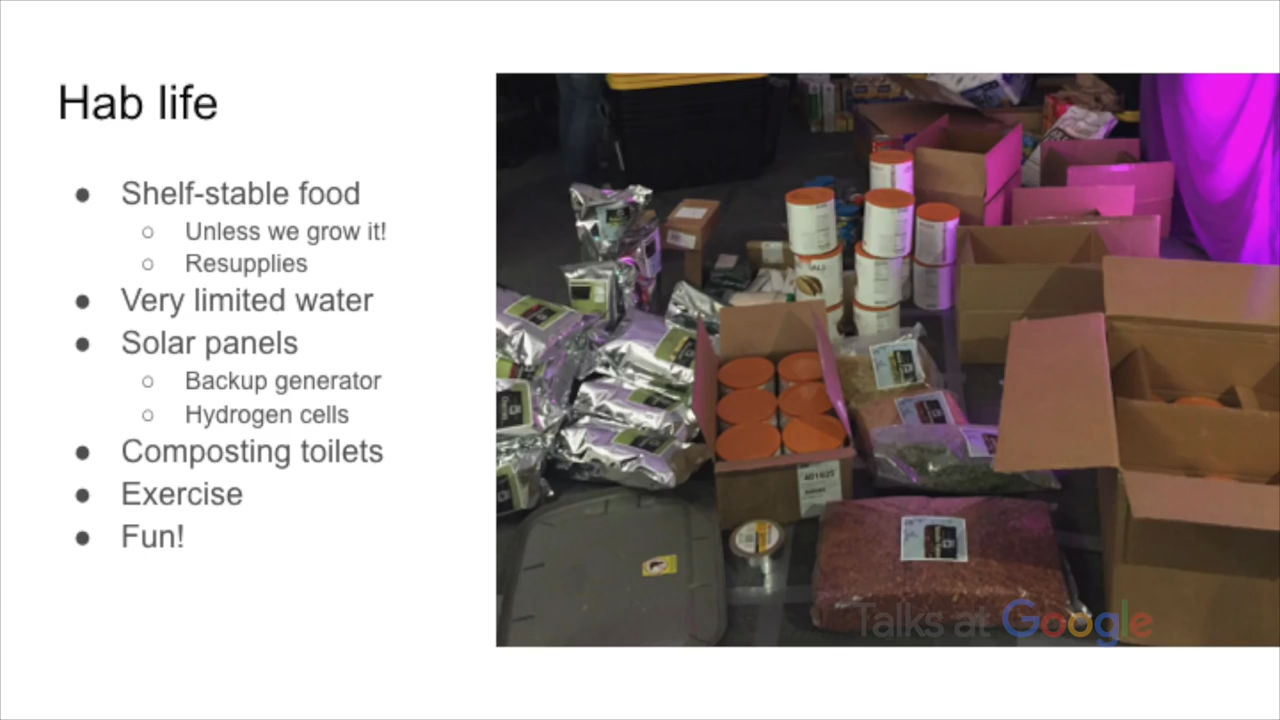 Hab life
● Shelf-stable food
○ Unless we grow it!
○ Resupplies
● Very limited water
● Solar panels
○ Backup generator
○ Hydrogen cells
● Composting toilets
● Exercise
● Fun!
Talks at Google